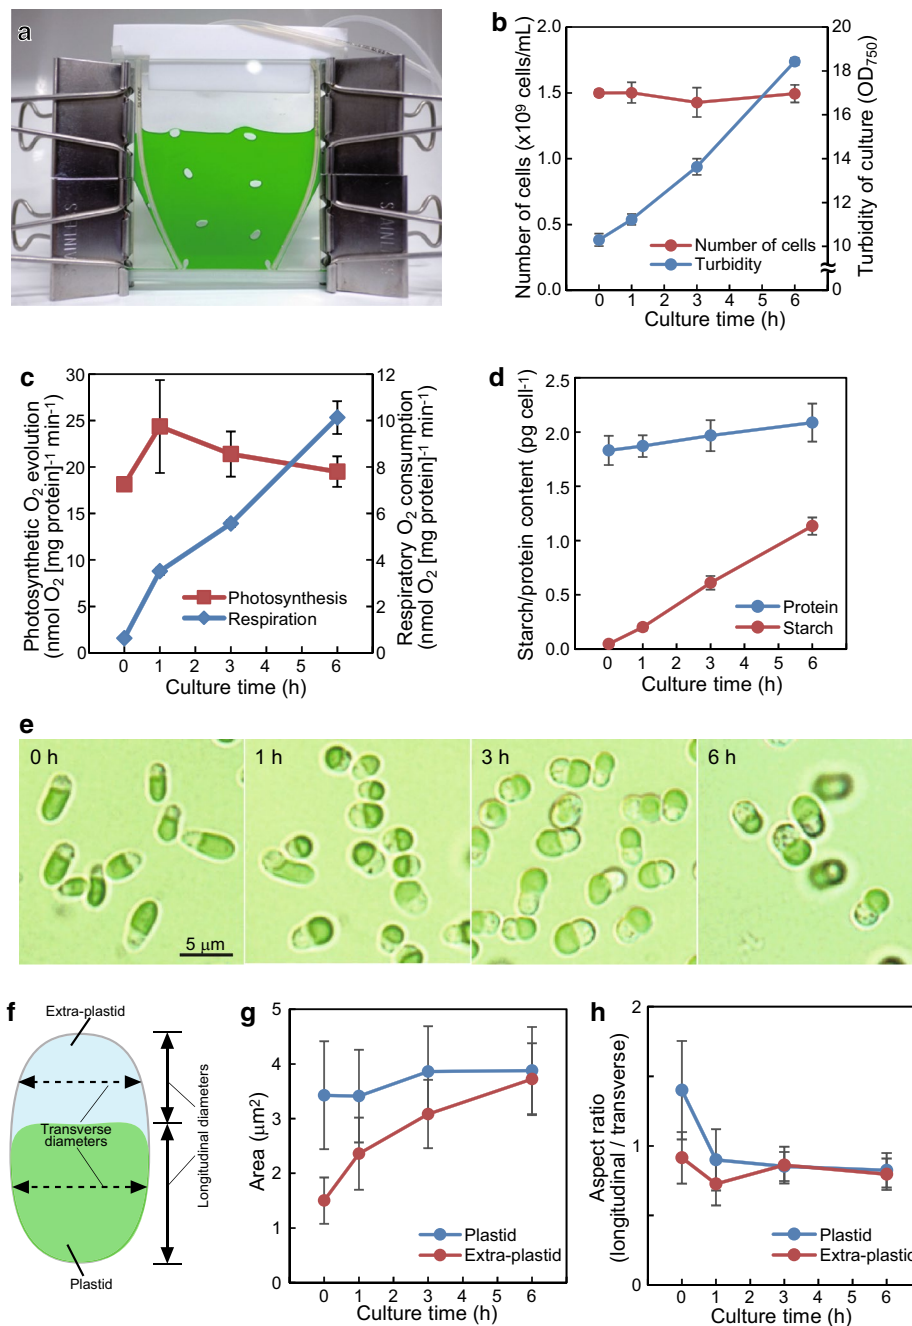 a
STAINLES
b
Number of cells (x10⁹ cells/mL)
2.0
1.5
1.0
0.5
0.0
20
18
16
14
12
10
0
Turbidity of culture (OD₇₅₀)
Number of cells
Turbidity
0 1 2 3 4 5 6
Culture time (h)
c
Photosynthetic O₂ evolution
(nmol O₂ [mg protein]⁻¹ min⁻¹)
30
25
20
15
10
5
0
12
10
8
6
4
2
0
Respiratory O₂ consumption
(nmol O₂ [mg protein]⁻¹ min⁻¹)
Photosynthesis
Respiration
0 1 2 3 4 5 6
Culture time (h)
d
Starch/protein content (pg cell⁻¹)
2.5
2.0
1.5
1.0
0.5
0.0
Protein
Starch
0 1 2 3 4 5 6
Culture time (h)
e
0 h
1 h
3 h
6 h
5 µm
f
Extra-plastid
Transverse
diameters
Longitudinal diameters
Plastid
g
Area (µm²)
5
4
3
2
1
0
Plastid
Extra-plastid
0 1 2 3 4 5 6
Culture time (h)
h
Aspect ratio
(longitudinal / transverse)
2
1
0
Plastid
Extra-plastid
0 1 2 3 4 5 6
Culture time (h)